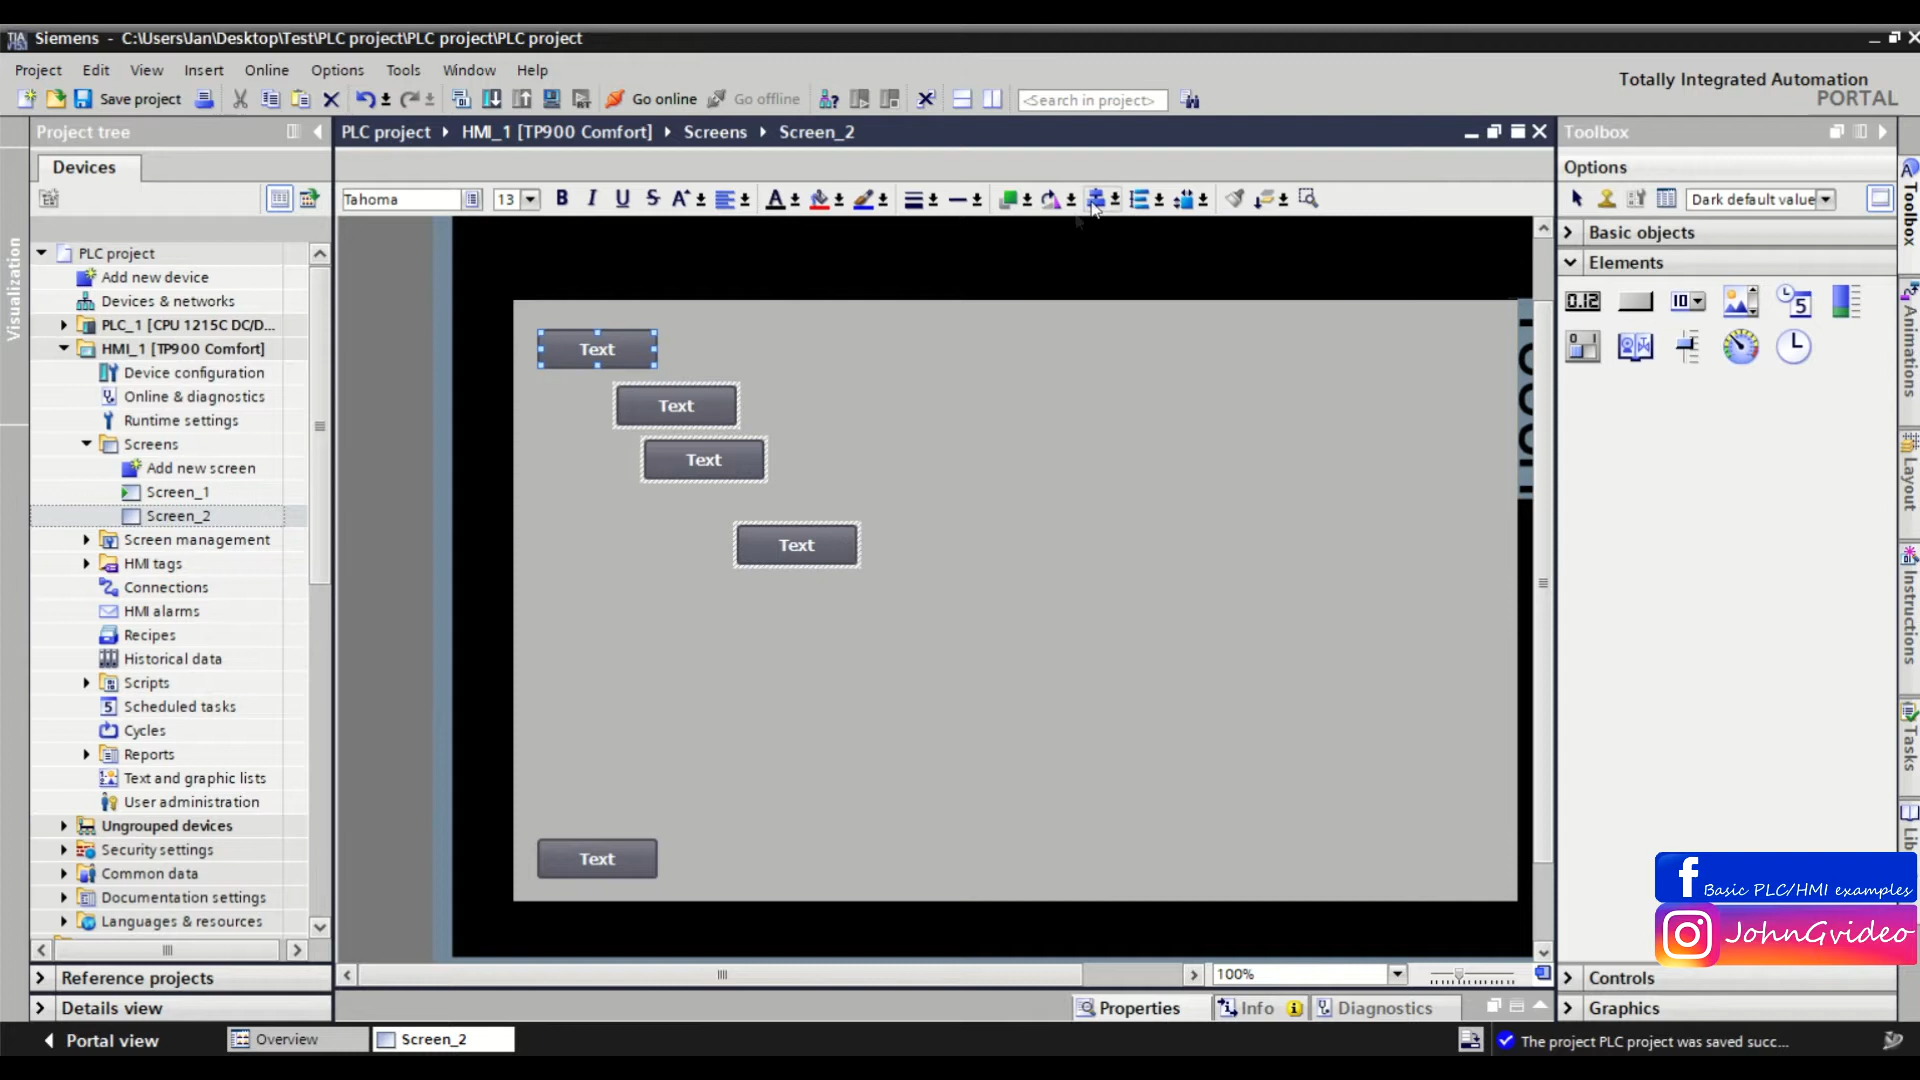 Siemens - C:\Users\Jan\Desktop\Test\PLC project\PLC project\PLC project
Project Edit View Insert Online Options Tools Window Help
Totally Integrated Automation
PORTAL
Save project Go online Go offline <Search in project>
Project tree
PLC project HMI_1 [TP900 Comfort] Screens Screen_2
Toolbox
Devices
Options
Tahoma 13 B I U S A
Dark default value
Visualization
PLC project
Add new device
Devices & networks
PLC_1 [CPU 1215C DC/D...
HMI_1 [TP900 Comfort]
Device configuration
Online & diagnostics
Runtime settings
Screens
Add new screen
Screen_1
Screen_2
Screen management
HMI tags
Connections
HMI alarms
Recipes
Historical data
Scripts
Scheduled tasks
Cycles
Reports
Text and graphic lists
User administration
Ungrouped devices
Security settings
Common data
Documentation settings
Languages & resources
Reference projects
Details view
Text
Text
Text
Text
Text
100%
Properties Info Diagnostics
Basic objects
Elements
0.12 10 5
Controls
Graphics
Toolbox
Animations
Layout
Instructions
Tasks
Lib
f Basic PLC/HMI examples
JohnGvideo
Portal view Overview Screen_2
The project PLC project was saved succ...